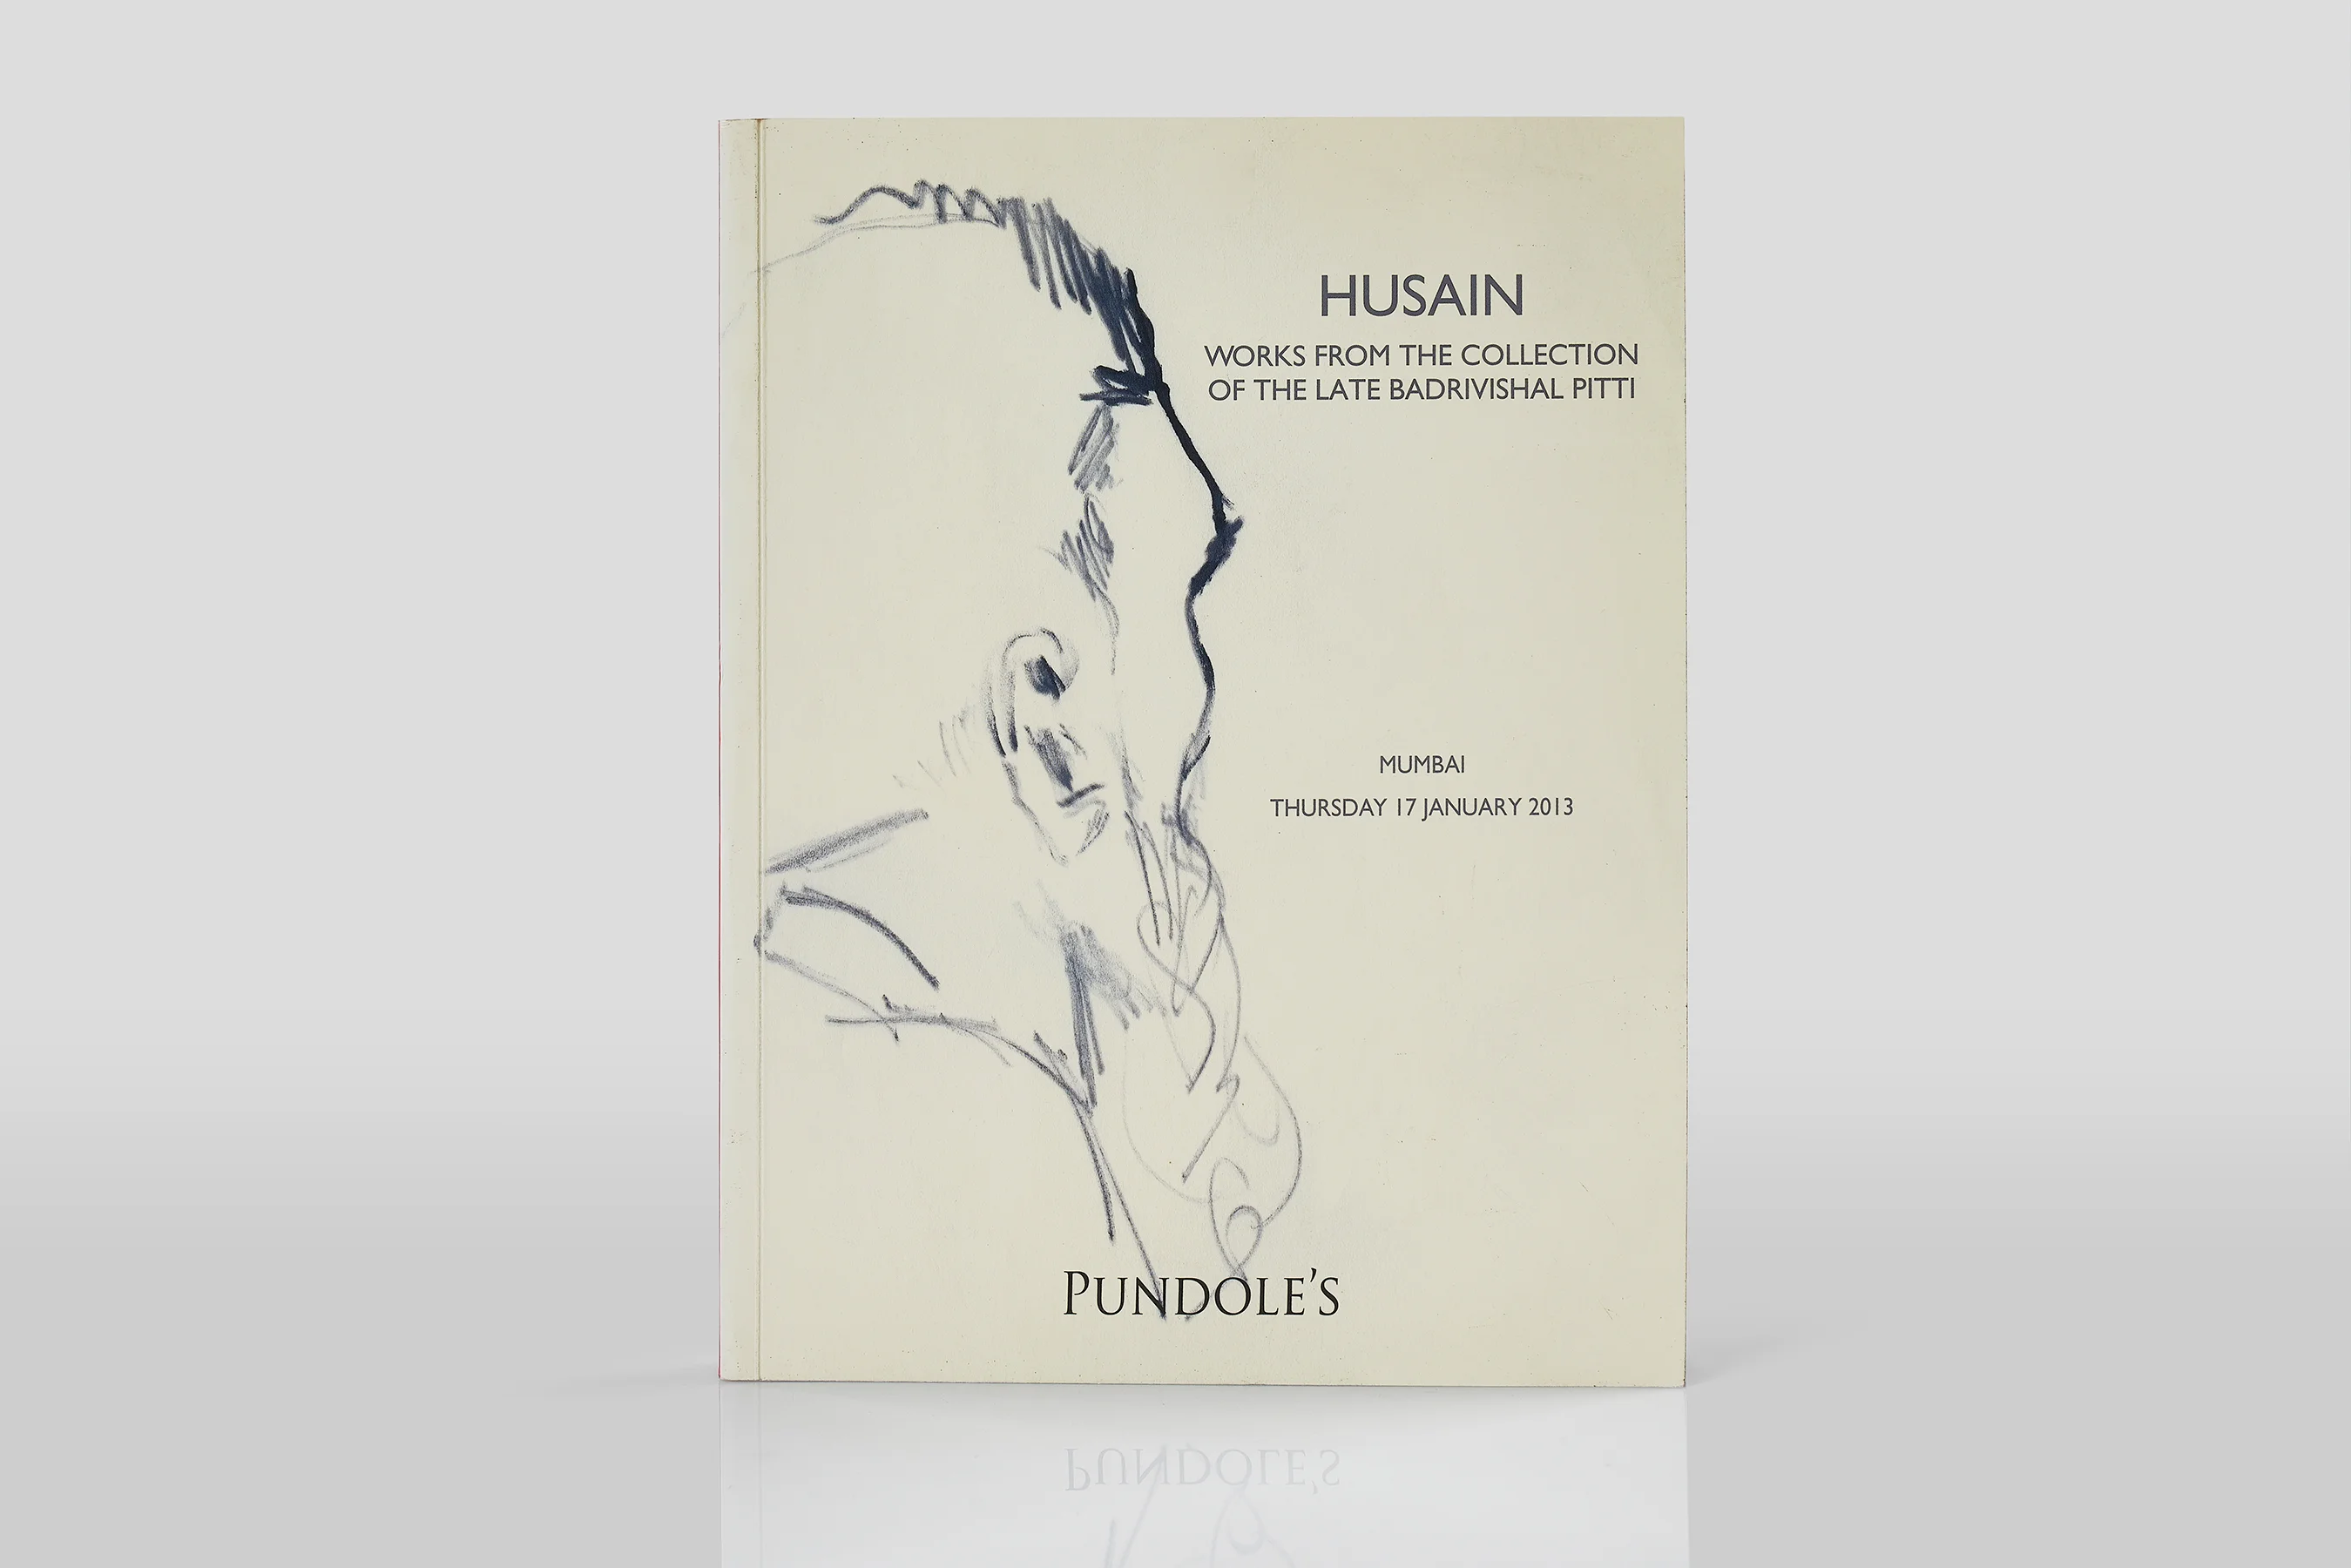 HUSAIN
WORKS FROM THE COLLECTION
OF THE LATE BADRIVISHAL PITTI
MUMBAI
THURSDAY 17 JANUARY 2013
PUNDOLE'S